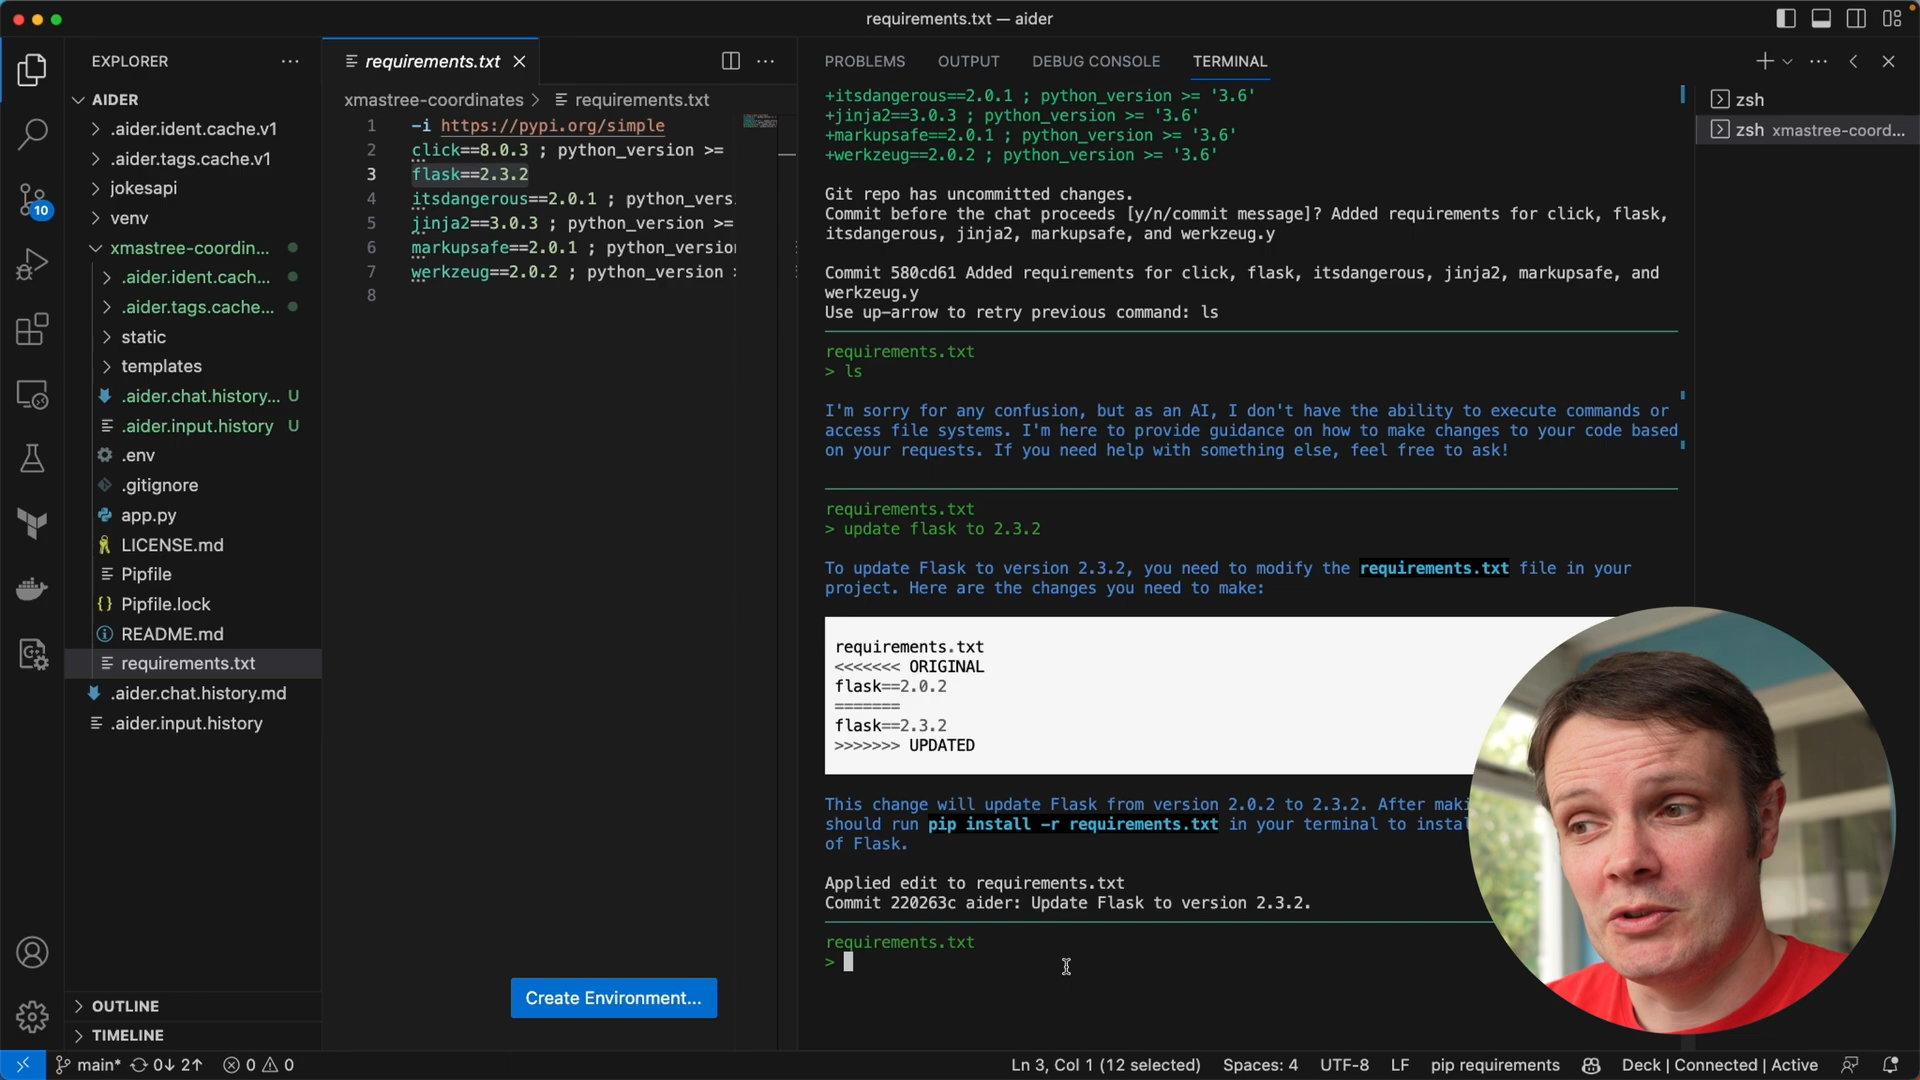 requirements.txt — aider
EXPLORER
AIDER
.aider.ident.cache.v1
.aider.tags.cache.v1
jokesapi
venv
xmastree-coordin...
.aider.ident.cach...
.aider.tags.cache...
static
templates
.aider.chat.history... U
.aider.input.history U
.env
.gitignore
app.py
LICENSE.md
Pipfile
{} Pipfile.lock
README.md
requirements.txt
.aider.chat.history.md
.aider.input.history
OUTLINE
TIMELINE
10
requirements.txt
xmastree-coordinates > requirements.txt
1 -i https://pypi.org/simple
2 click==8.0.3 ; python_version >=
3 flask==2.3.2
4 itsdangerous==2.0.1 ; python_vers
5 jinja2==3.0.3 ; python_version >=
6 markupsafe==2.0.1 ; python_version
7 werkzeug==2.0.2 ; python_version
8
Create Environment...
PROBLEMS OUTPUT DEBUG CONSOLE TERMINAL
+itsdangerous==2.0.1 ; python_version >= '3.6'
+jinja2==3.0.3 ; python_version >= '3.6'
+markupsafe==2.0.1 ; python_version >= '3.6'
+werkzeug==2.0.2 ; python_version >= '3.6'
Git repo has uncommitted changes.
Commit before the chat proceeds [y/n/commit message]? Added requirements for click, flask,
itsdangerous, jinja2, markupsafe, and werkzeug.y
Commit 580cd61 Added requirements for click, flask, itsdangerous, jinja2, markupsafe, and
werkzeug.y
Use up-arrow to retry previous command: ls
requirements.txt
> ls
I'm sorry for any confusion, but as an AI, I don't have the ability to execute commands or
access file systems. I'm here to provide guidance on how to make changes to your code based
on your requests. If you need help with something else, feel free to ask!
requirements.txt
> update flask to 2.3.2
To update Flask to version 2.3.2, you need to modify the requirements.txt file in your
project. Here are the changes you need to make:
requirements.txt
<<<<<<< ORIGINAL
flask==2.0.2
=======
flask==2.3.2
>>>>>>> UPDATED
This change will update Flask from version 2.0.2 to 2.3.2. After maki
should run pip install -r requirements.txt in your terminal to instal
of Flask.
Applied edit to requirements.txt
Commit 220263c aider: Update Flask to version 2.3.2.
requirements.txt
>
zsh
zsh xmastree-coord...
main* 0↓ 2↑ 0 0
Ln 3, Col 1 (12 selected) Spaces: 4 UTF-8 LF pip requirements Deck | Connected | Active